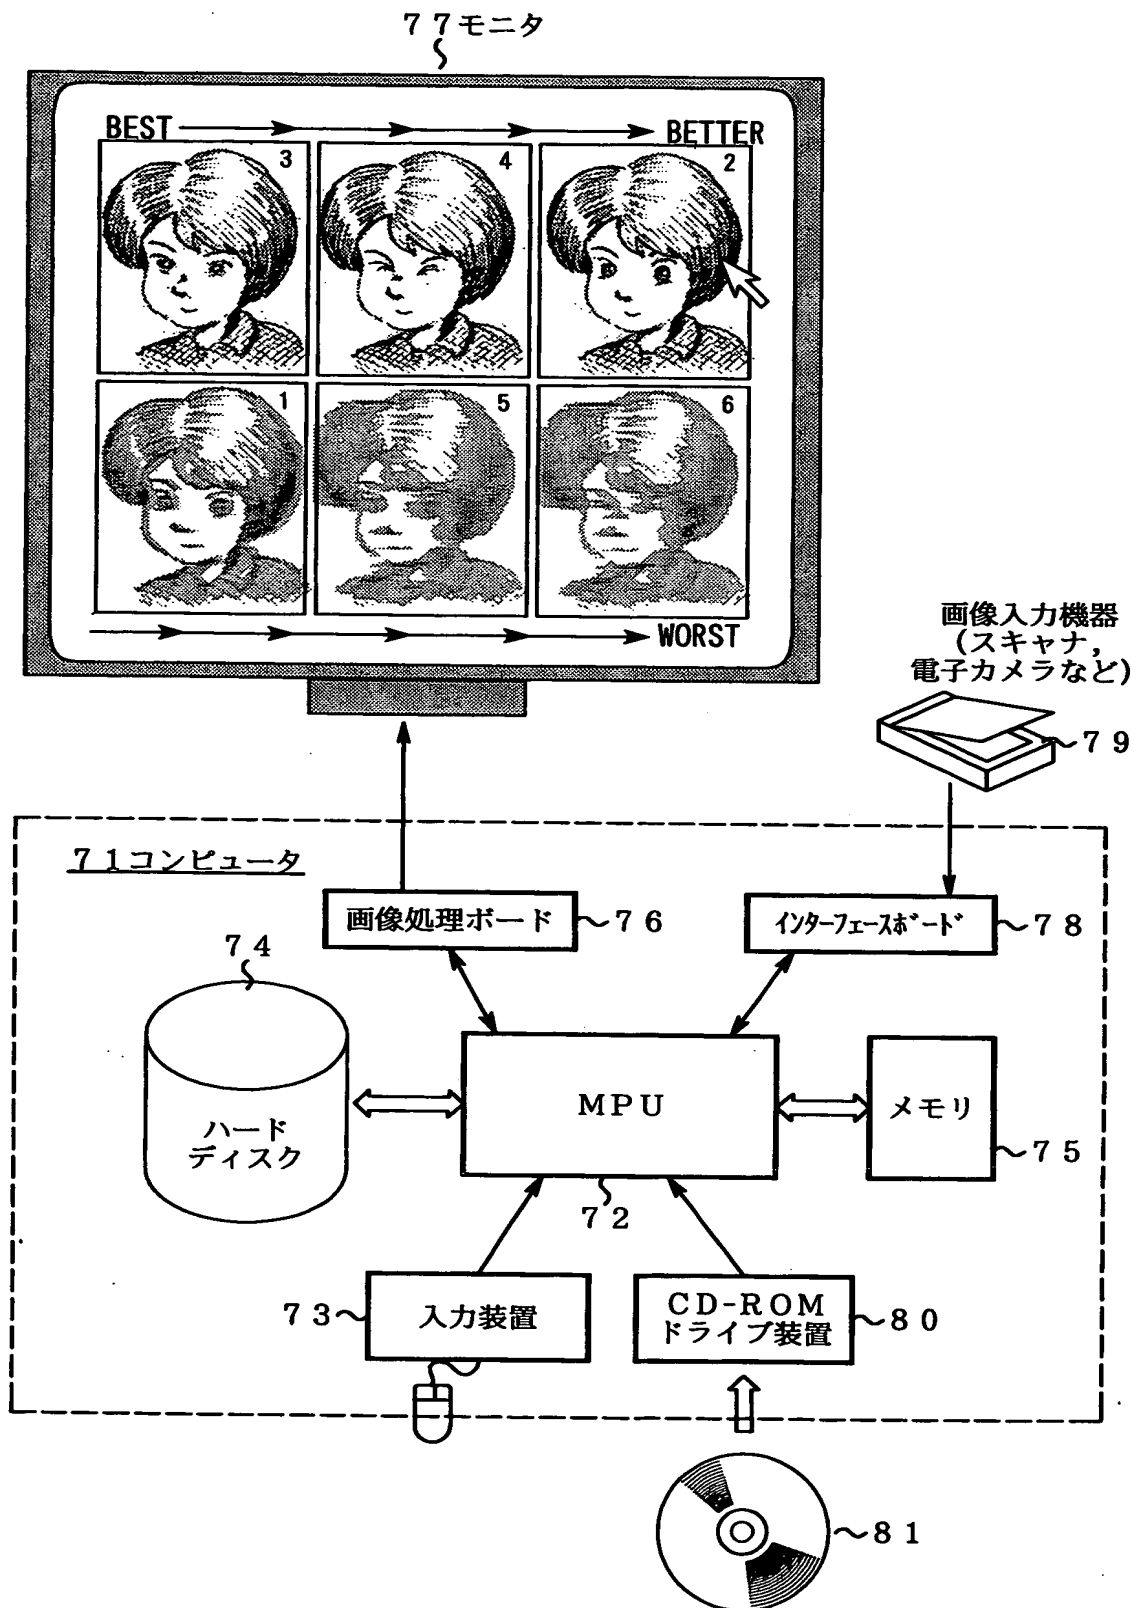 77モニタ
BEST BETTER
3 4 2
1 5 6
WORST
画像入力機器
(スキャナ,
電子カメラなど)
79
71コンピュータ
画像処理ボード 76
インターフェースボード 78
74
ハード
ディスク
MPU
メモリ
75
72
73 入力装置
CD-ROM
ドライブ装置
80
81